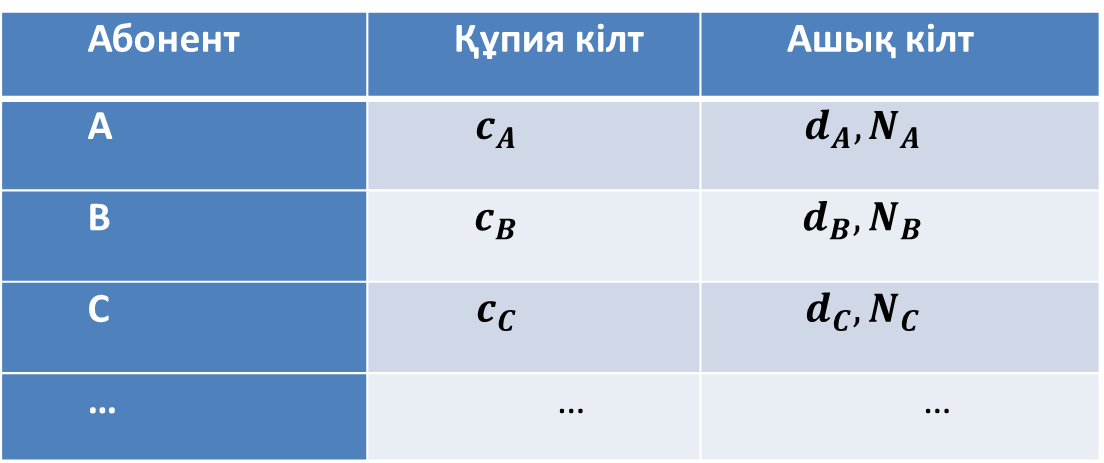 Абонент Құпия кілт Ашық кілт
A c_A d_A, N_A
B c_B d_B, N_B
C c_C d_C, N_C
... ... ...